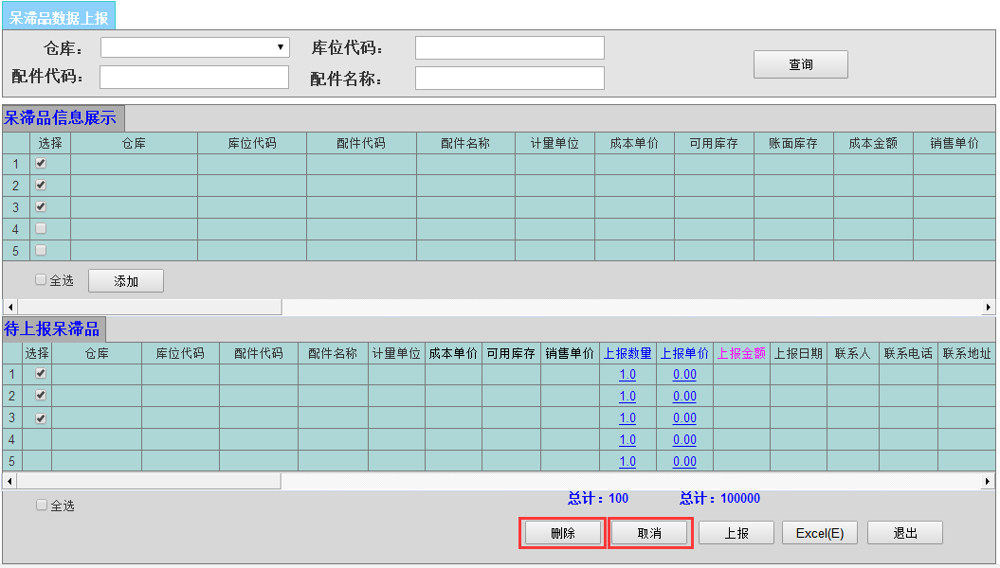 呆滞品数据上报
仓库： 库位代码：
配件代码： 配件名称： 查询
呆滞品信息展示
选择 仓库 库位代码 配件代码 配件名称 计量单位 成本单价 可用库存 账面库存 成本金额 销售单价
1
2
3
4
5
全选 添加
待上报呆滞品
选择 仓库 库位代码 配件代码 配件名称 计量单位 成本单价 可用库存 销售单价 上报数量 上报单价 上报金额 上报日期 联系人 联系电话 联系地址
1 1.0 0.00
2 1.0 0.00
3 1.0 0.00
4 1.0 0.00
5 1.0 0.00
全选 总计：100 总计：100000
删除 取消 上报 Excel(E) 退出